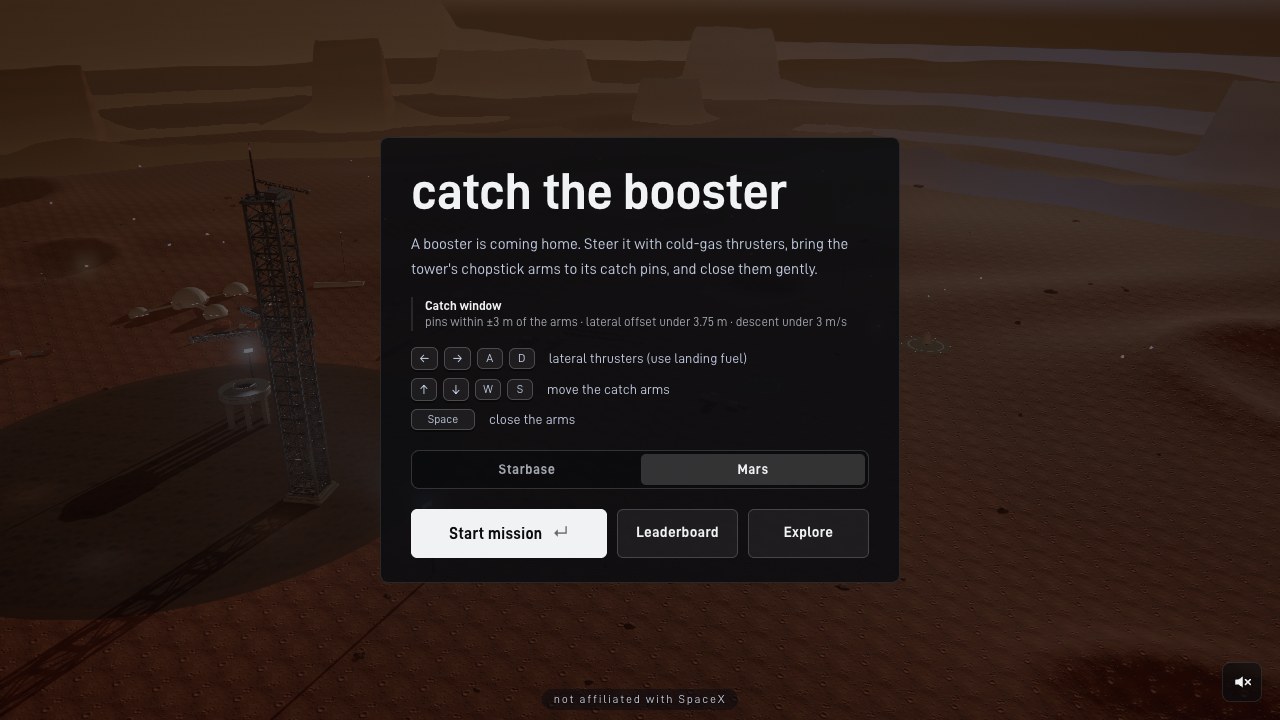 catch the booster
A booster is coming home. Steer it with cold-gas thrusters, bring the
tower's chopstick arms to its catch pins, and close them gently.
Catch window
pins within ±3 m of the arms · lateral offset under 3.75 m · descent under 3 m/s
← → A D lateral thrusters (use landing fuel)
↑ ↓ W S move the catch arms
Space close the arms
Starbase Mars
Start mission ↵ Leaderboard Explore
not affiliated with SpaceX